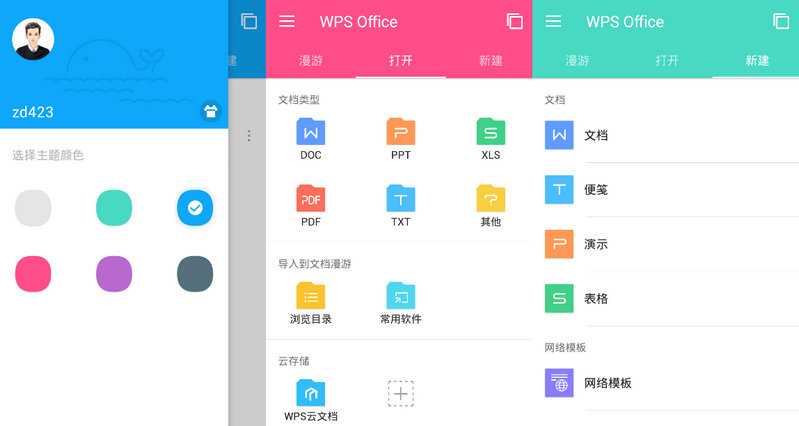 建
zd423
选择主题颜色
WPS Office
漫游 打开 新建
文档类型
W P S
DOC PPT XLS
PDF T ?
PDF TXT 其他
导入到文档漫游
浏览目录 常用软件
云存储
WPS云文档
WPS Office
漫游 打开 新建
文档
W 文档
T 便笺
P 演示
S 表格
网络模板
网络模板